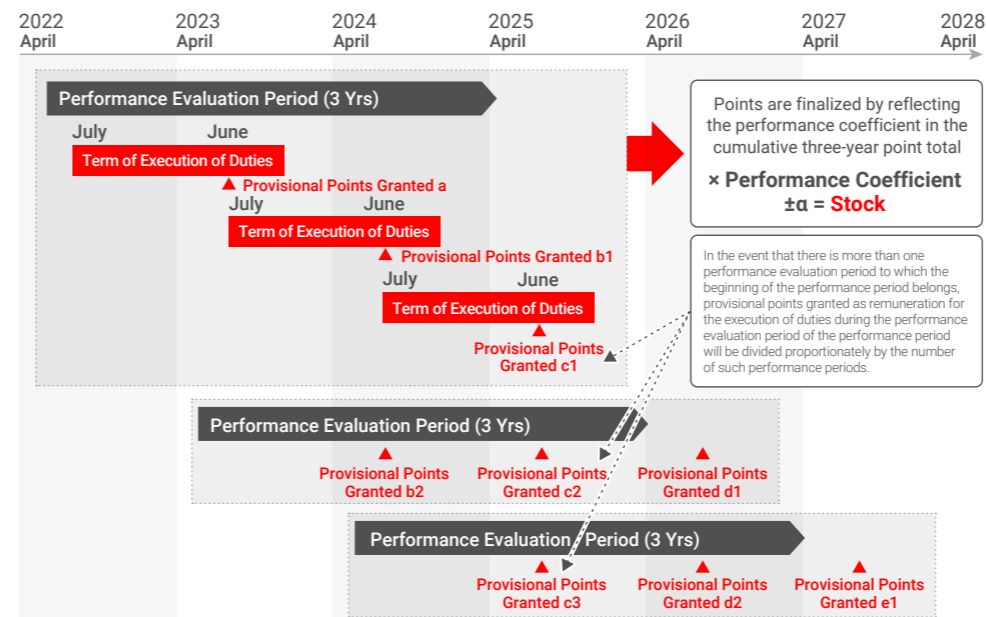 2022 2023 2024 2025 2026 2027 2028
April April April April April April April
Performance Evaluation Period (3 Yrs)
July June
Term of Execution of Duties
Provisional Points Granted a
July June
Term of Execution of Duties
Provisional Points Granted b1
July June
Term of Execution of Duties
Provisional Points
Granted c1
Points are finalized by reflecting
the performance coefficient in the
cumulative three-year point total
× Performance Coefficient
±α = Stock
In the event that there is more than one
performance evaluation period to which the
beginning of the performance period belongs,
provisional points granted as remuneration for
the execution of duties during the performance
evaluation period of the performance period
will be divided proportionately by the number
of such performance periods.
Performance Evaluation Period (3 Yrs)
Provisional Points Provisional Points Provisional Points
Granted b2 Granted c2 Granted d1
Performance Evaluation Period (3 Yrs)
Provisional Points Provisional Points Provisional Points
Granted c3 Granted d2 Granted e1